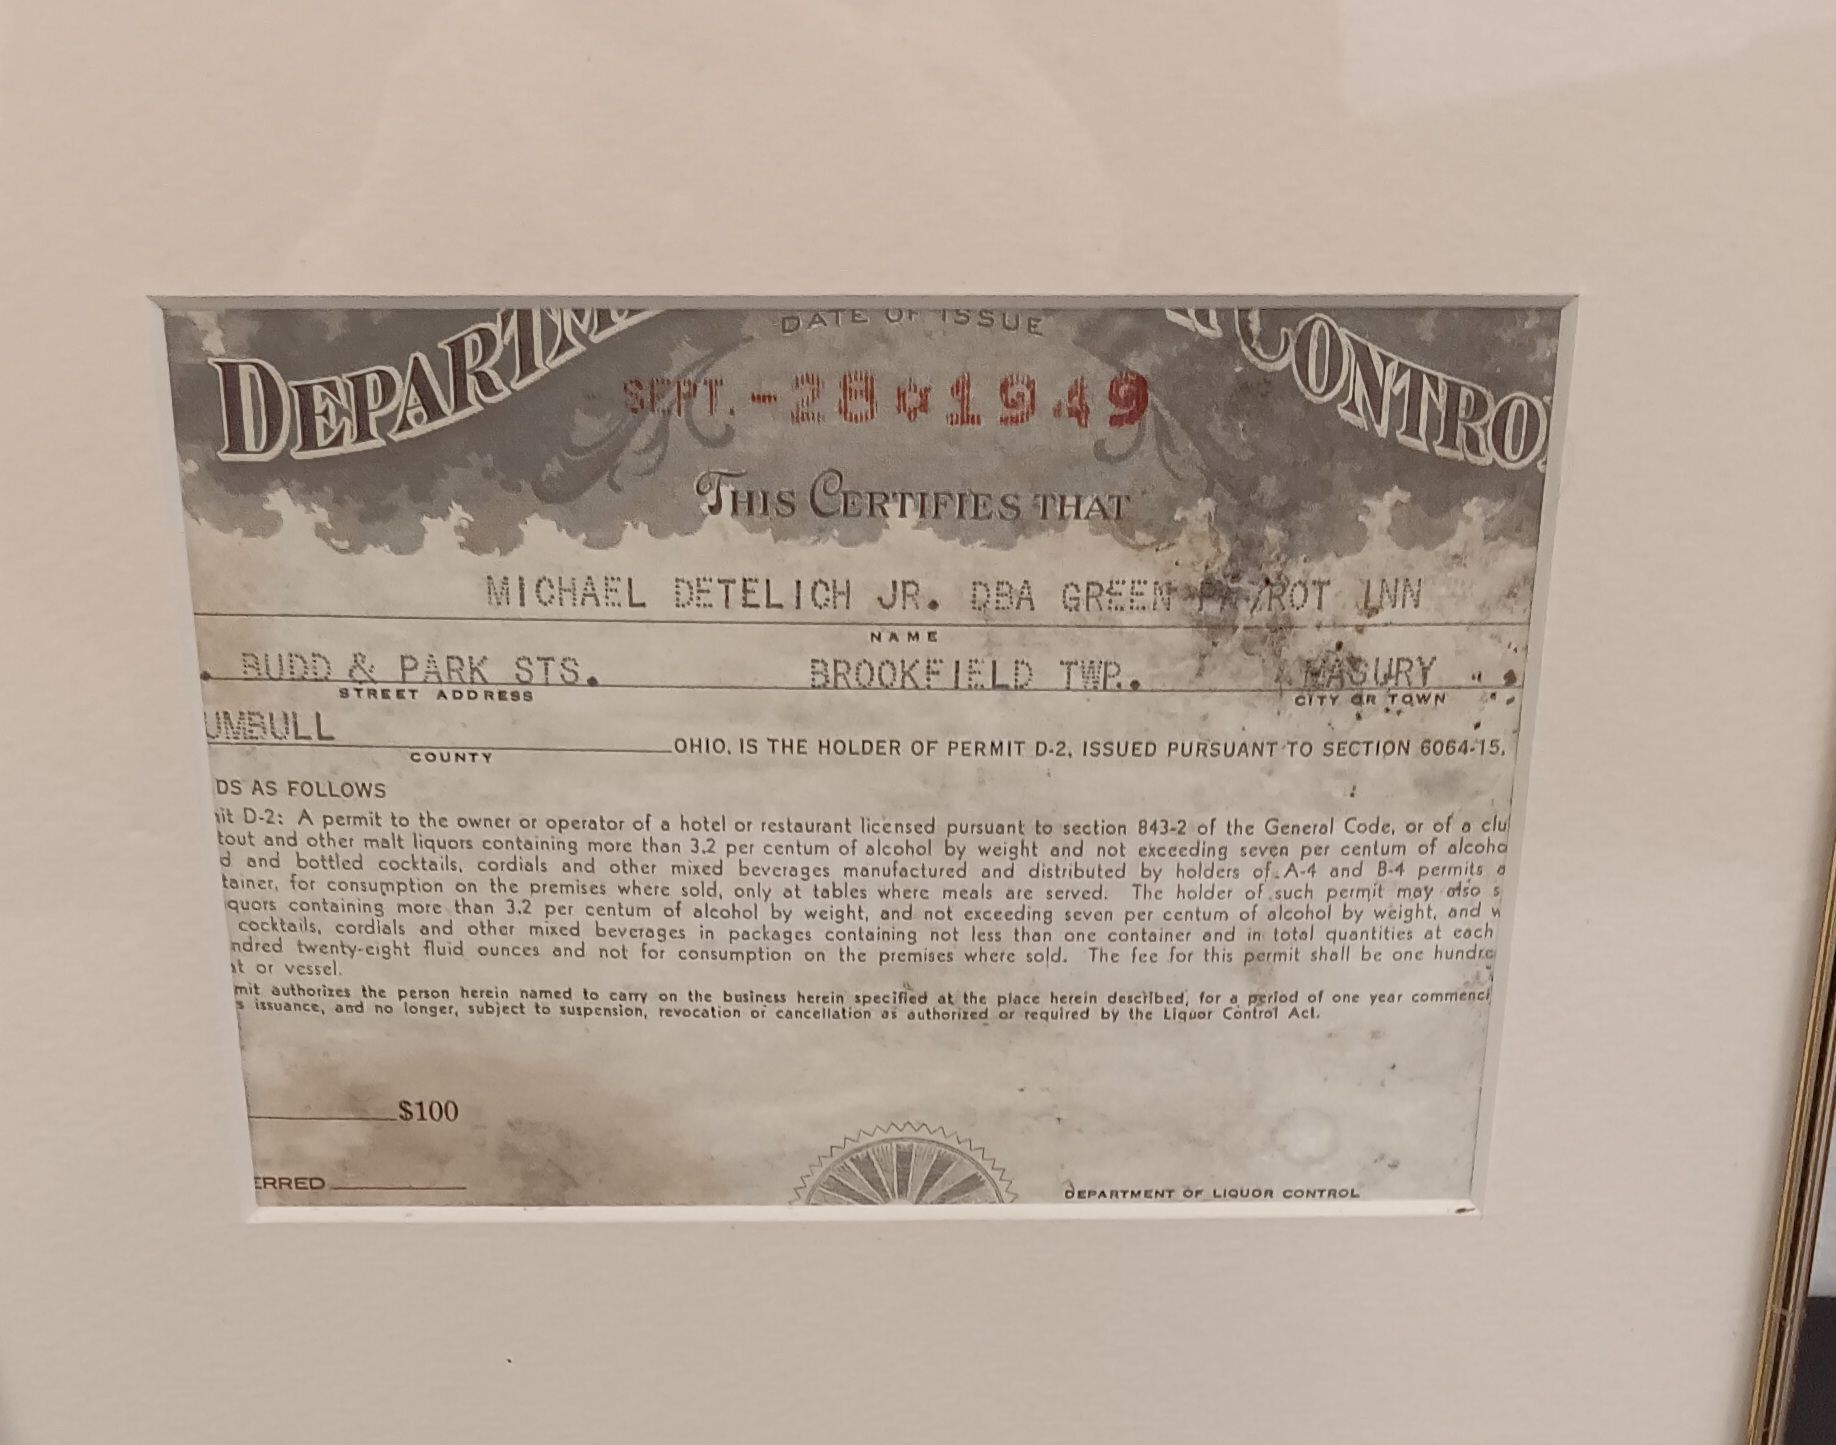 DEPARTM
DATE OF ISSUE
CONTRO
SEPT.-28 1949
THIS CERTIFIES THAT
MICHAEL DETELICH JR. DBA GREEN PARROT INN
NAME
. BUDD & PARK STS. BROOKFIELD TWP. MASURY
STREET ADDRESS CITY OR TOWN
UMBULL
COUNTY OHIO, IS THE HOLDER OF PERMIT D-2, ISSUED PURSUANT TO SECTION 6064-15,
DS AS FOLLOWS
it D-2: A permit to the owner or operator of a hotel or restaurant licensed pursuant to section 843-2 of the General Code, or of a clu
tout and other malt liquors containing more than 3.2 per centum of alcohol by weight and not exceeding seven per centum of alcoho
d and bottled cocktails, cordials and other mixed beverages manufactured and distributed by holders of A-4 and B-4 permits a
tainer, for consumption on the premises where sold, only at tables where meals are served. The holder of such permit may also s
quors containing more than 3.2 per centum of alcohol by weight, and not exceeding seven per centum of alcohol by weight, and w
cocktails, cordials and other mixed beverages in packages containing not less than one container and in total quantities at each
ndred twenty-eight fluid ounces and not for consumption on the premises where sold. The fee for this permit shall be one hundre
at or vessel.
mit authorizes the person herein named to carry on the business herein specified at the place herein described, for a period of one year commenci
s issuance, and no longer, subject to suspension, revocation or cancellation as authorized or required by the Liquor Control Act.
$100
ERRED
DEPARTMENT OF LIQUOR CONTROL